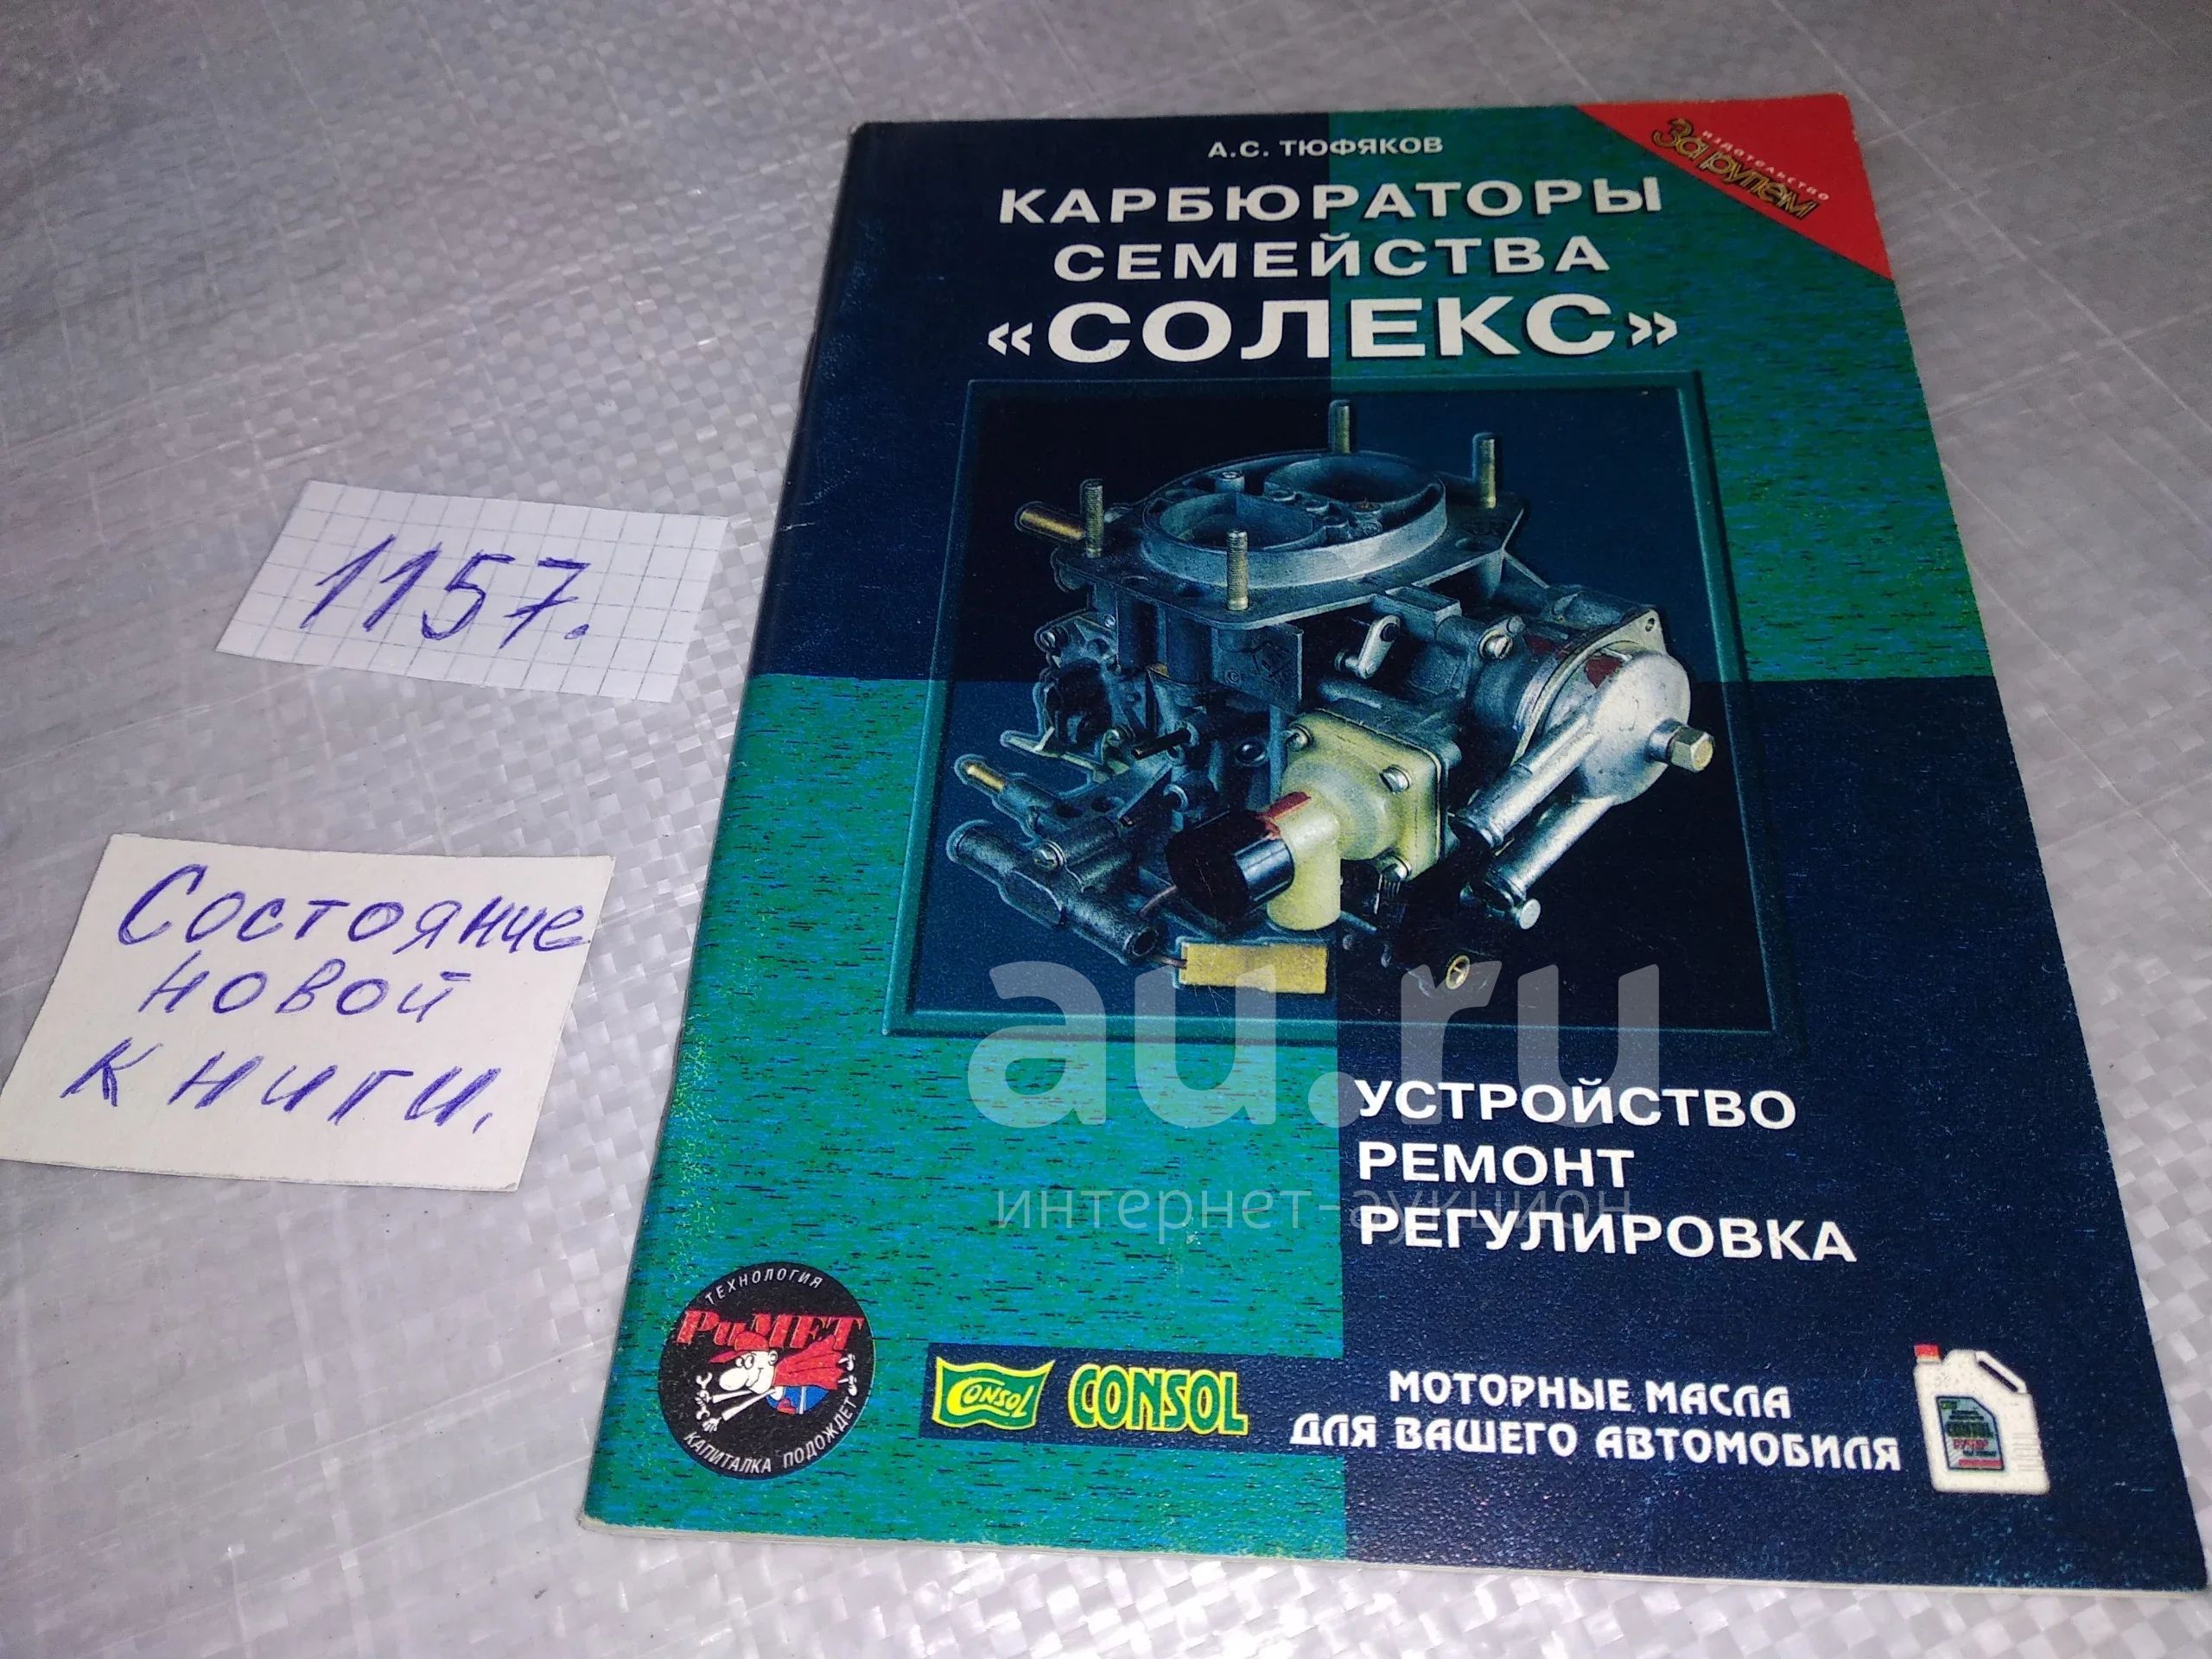 А.С. ТЮФЯКОВ
ИЗДАТЕЛЬСТВО
За рулем
КАРБЮРАТОРЫ
СЕМЕЙСТВА
«СОЛЕКС»
1157.
Состояние
новой
книги.
au.ru
интернет-аукцион
УСТРОЙСТВО
РЕМОНТ
РЕГУЛИРОВКА
ТЕХНОЛОГИЯ
РиМЕТ
КАПИТАЛКА ПОДОЖДЕТ
CONSOL
CONSOL
МОТОРНЫЕ МАСЛА
ДЛЯ ВАШЕГО АВТОМОБИЛЯ
CONSOL